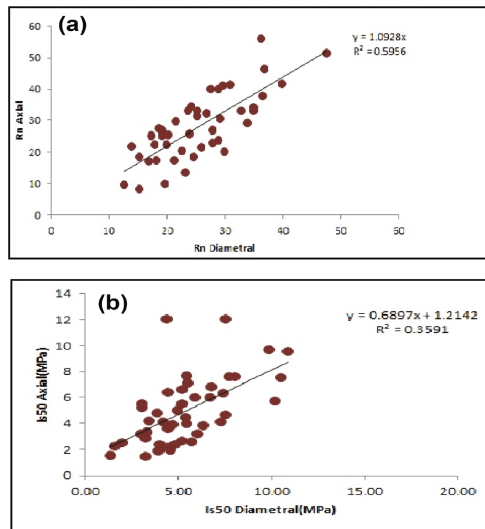 (a)
y = 1.0928x
R² = 0.5956
60
50
40
30
20
10
0
Rn Axial
0 10 20 30 40 50 60
Rn Diametral
(b)
y = 0.6897x + 1.2142
R² = 0.3591
14
12
10
8
6
4
2
0
Is50 Axial(MPa)
0.00 5.00 10.00 15.00 20.00
Is50 Diametral(MPa)